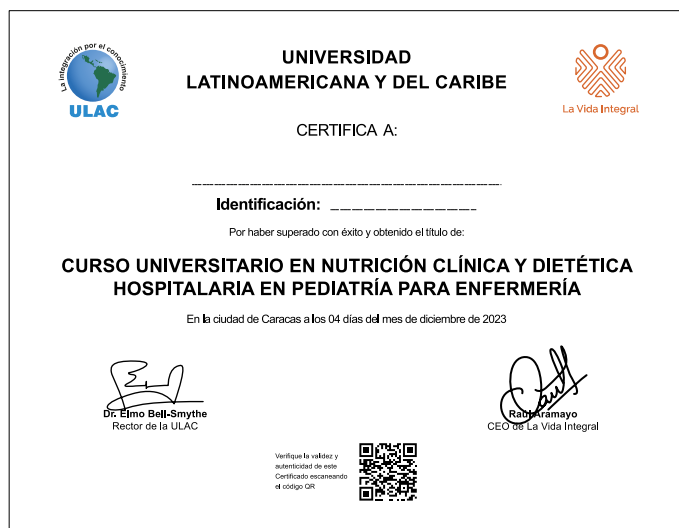 La integración por el conocimiento
ULAC
UNIVERSIDAD
LATINOAMERICANA Y DEL CARIBE
La Vida Integral
CERTIFICA A:
Identificación:
Por haber superado con éxito y obtenido el título de:
CURSO UNIVERSITARIO EN NUTRICIÓN CLÍNICA Y DIETÉTICA
HOSPITALARIA EN PEDIATRÍA PARA ENFERMERÍA
En la ciudad de Caracas a los 04 días del mes de diciembre de 2023
Dr. Elmo Bell-Smythe
Rector de la ULAC
Raúl Aramayo
CEO de La Vida Integral
Verifique la validez y
autenticidad de este
Certificado escaneando
el código QR